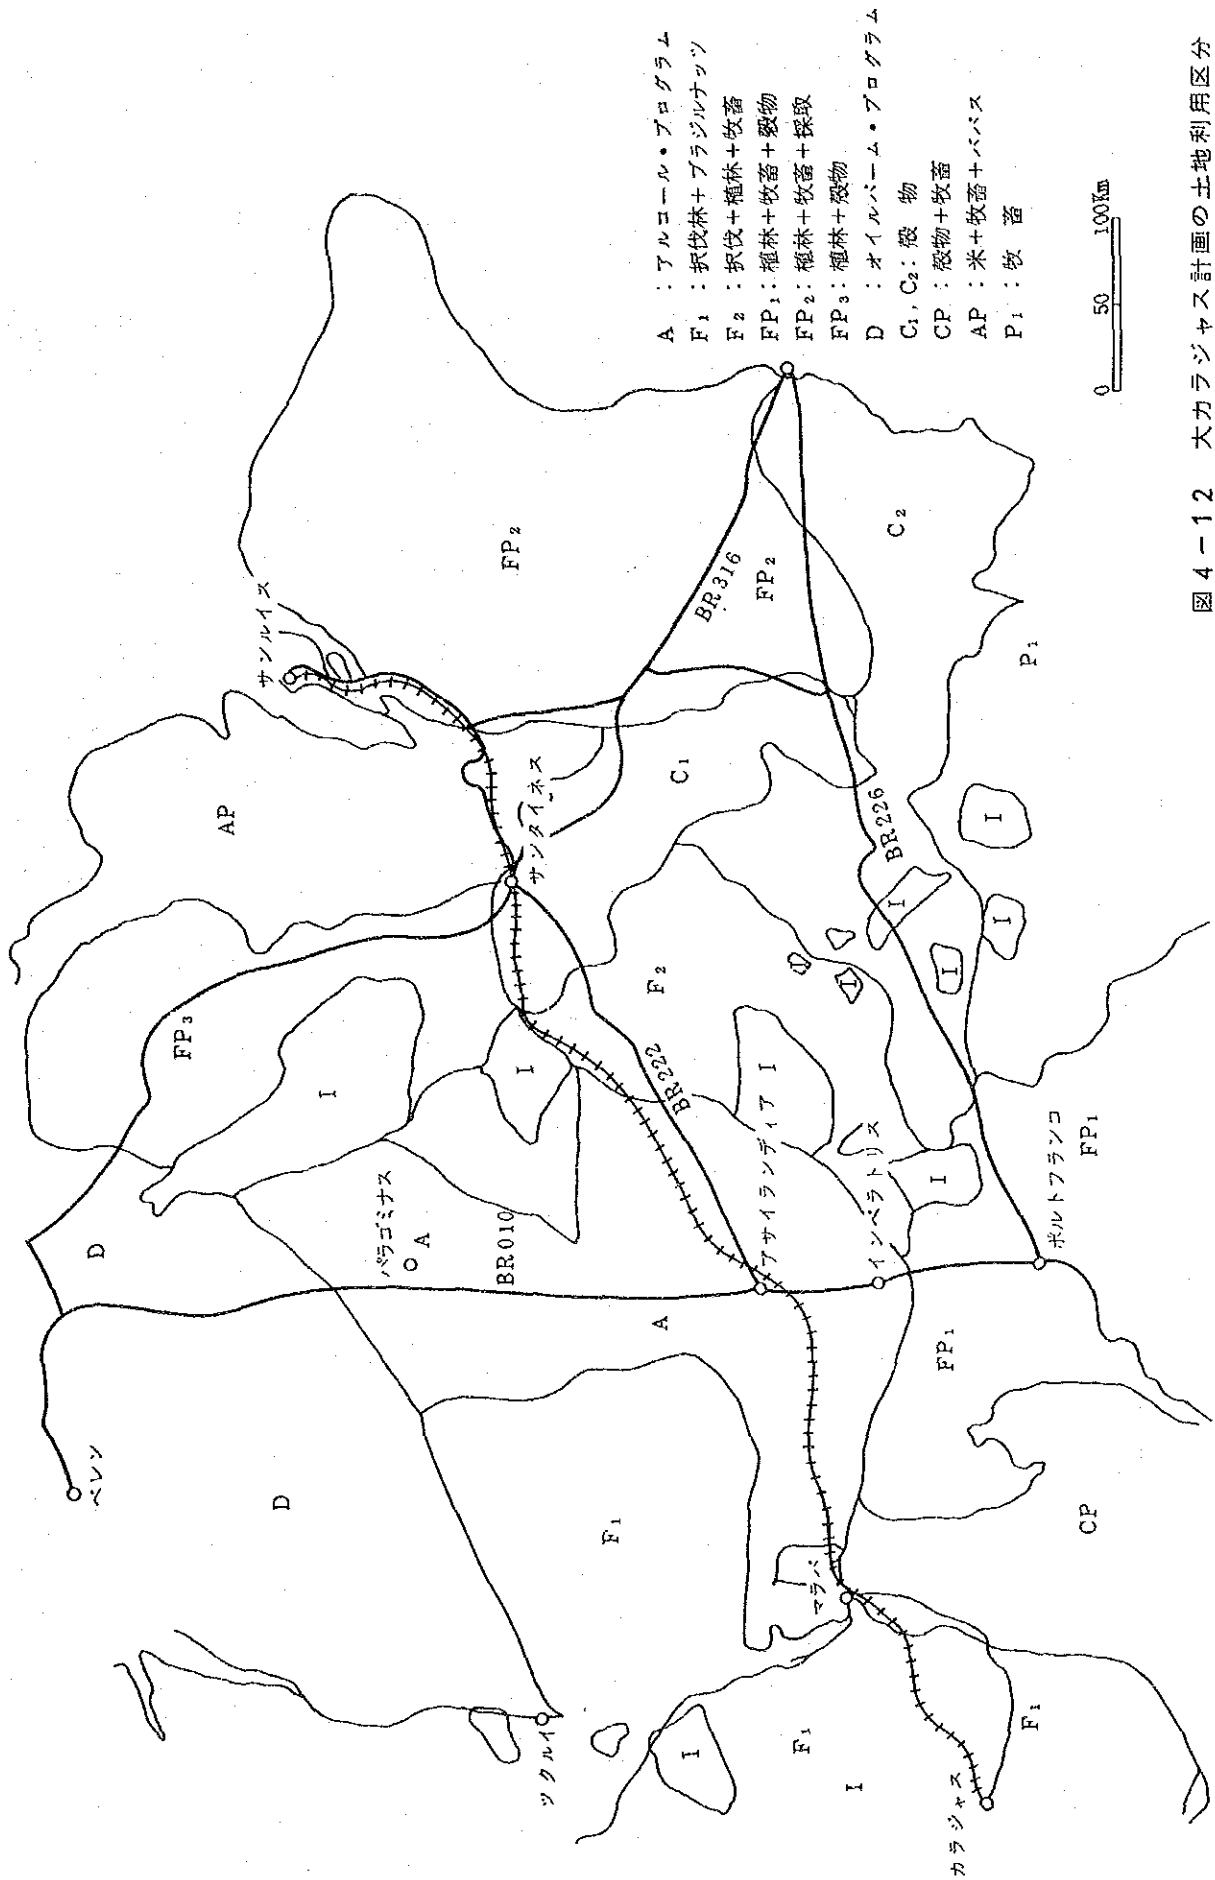 ベレン
D
D
FP3
AP
サンルイス
FP2
ツクルイ
F1
パラゴミナス
A
BR010
I
I
サンタイネス
A
BR222
F2
C1
BR316
FP2
I
F1
I
マラバ
アサイランディア
I
インペラトリス
I
I
I
BR226
C2
カラジャス
F1
CP
FP1
ポルトフランコ
FP1
I
I
I
P1
A : アルコール・プログラム
F1 : 択伐林+ブラジルナッツ
F2 : 択伐+植林+牧畜
FP1 : 植林+牧畜+穀物
FP2 : 植林+牧畜+採取
FP3 : 植林+穀物
D : オイルパーム・プログラム
C1, C2 : 穀 物
CP : 穀物+牧畜
AP : 米+牧畜+ババス
P1 : 牧 畜
0 50 100Km
図4-12 大カラジャス計画の土地利用区分